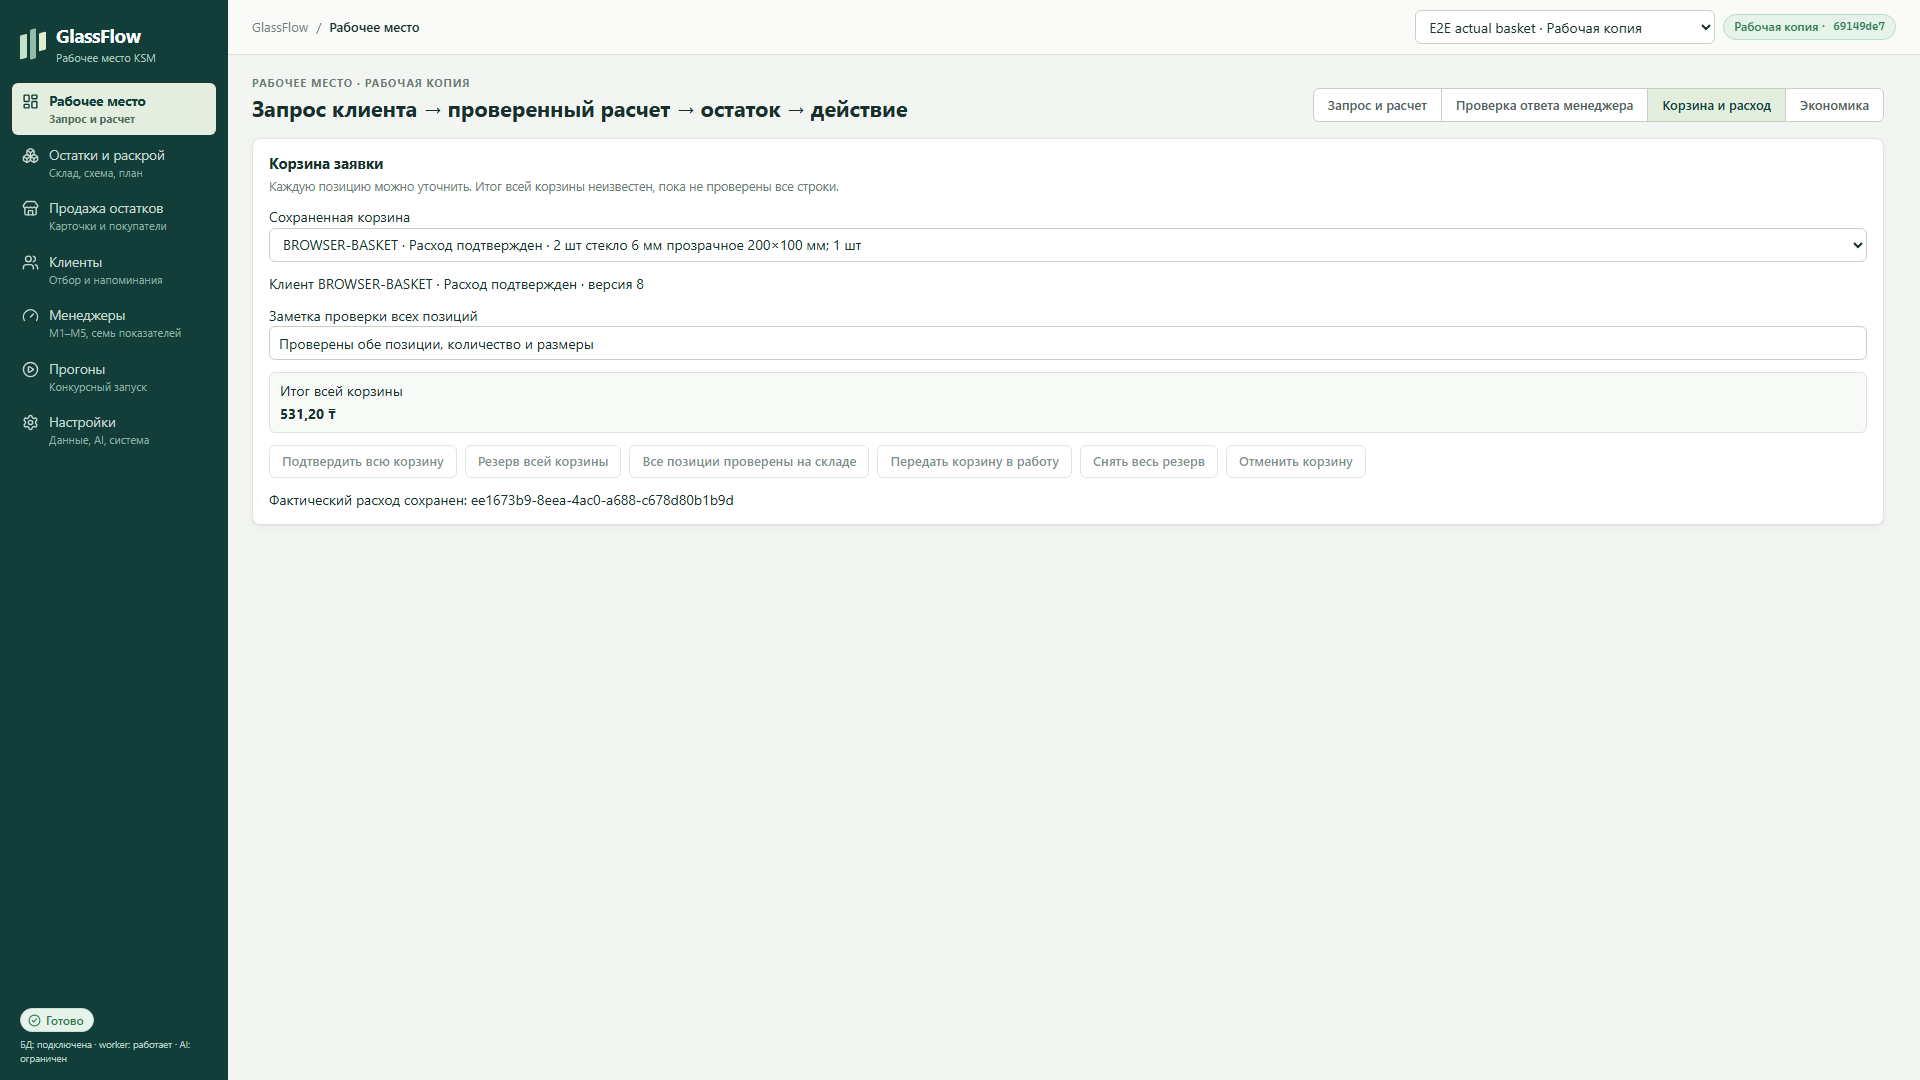 GlassFlow
Рабочее место KSM
Рабочее место
Запрос и расчет
Остатки и раскрой
Склад, схема, план
Продажа остатков
Карточки и покупатели
Клиенты
Отбор и напоминания
Менеджеры
М1–М5, семь показателей
Прогоны
Конкурсный запуск
Настройки
Данные, AI, система
Готово
БД: подключена · worker: работает · AI:
ограничен
GlassFlow / Рабочее место
E2E actual basket · Рабочая копия
Рабочая копия · 69149de7
РАБОЧЕЕ МЕСТО · РАБОЧАЯ КОПИЯ
Запрос клиента → проверенный расчет → остаток → действие
Запрос и расчет
Проверка ответа менеджера
Корзина и расход
Экономика
Корзина заявки
Каждую позицию можно уточнить. Итог всей корзины неизвестен, пока не проверены все строки.
Сохраненная корзина
BROWSER-BASKET · Расход подтвержден · 2 шт стекло 6 мм прозрачное 200×100 мм; 1 шт
Клиент BROWSER-BASKET · Расход подтвержден · версия 8
Заметка проверки всех позиций
Проверены обе позиции, количество и размеры
Итог всей корзины
531,20 ₸
Подтвердить всю корзину
Резерв всей корзины
Все позиции проверены на складе
Передать корзину в работу
Снять весь резерв
Отменить корзину
Фактический расход сохранен: ee1673b9-8eea-4ac0-a688-c678d80b1b9d